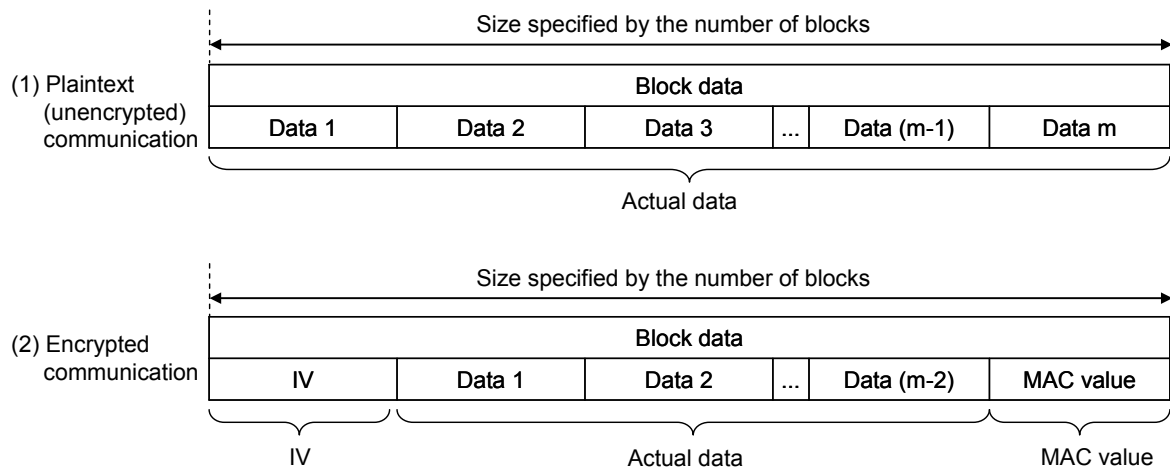 Size specified by the number of blocks
(1) Plaintext
(unencrypted)
communication
Block data
Data 1 Data 2 Data 3 ... Data (m-1) Data m
Actual data
Size specified by the number of blocks
(2) Encrypted
communication
Block data
IV Data 1 Data 2 ... Data (m-2) MAC value
IV Actual data MAC value